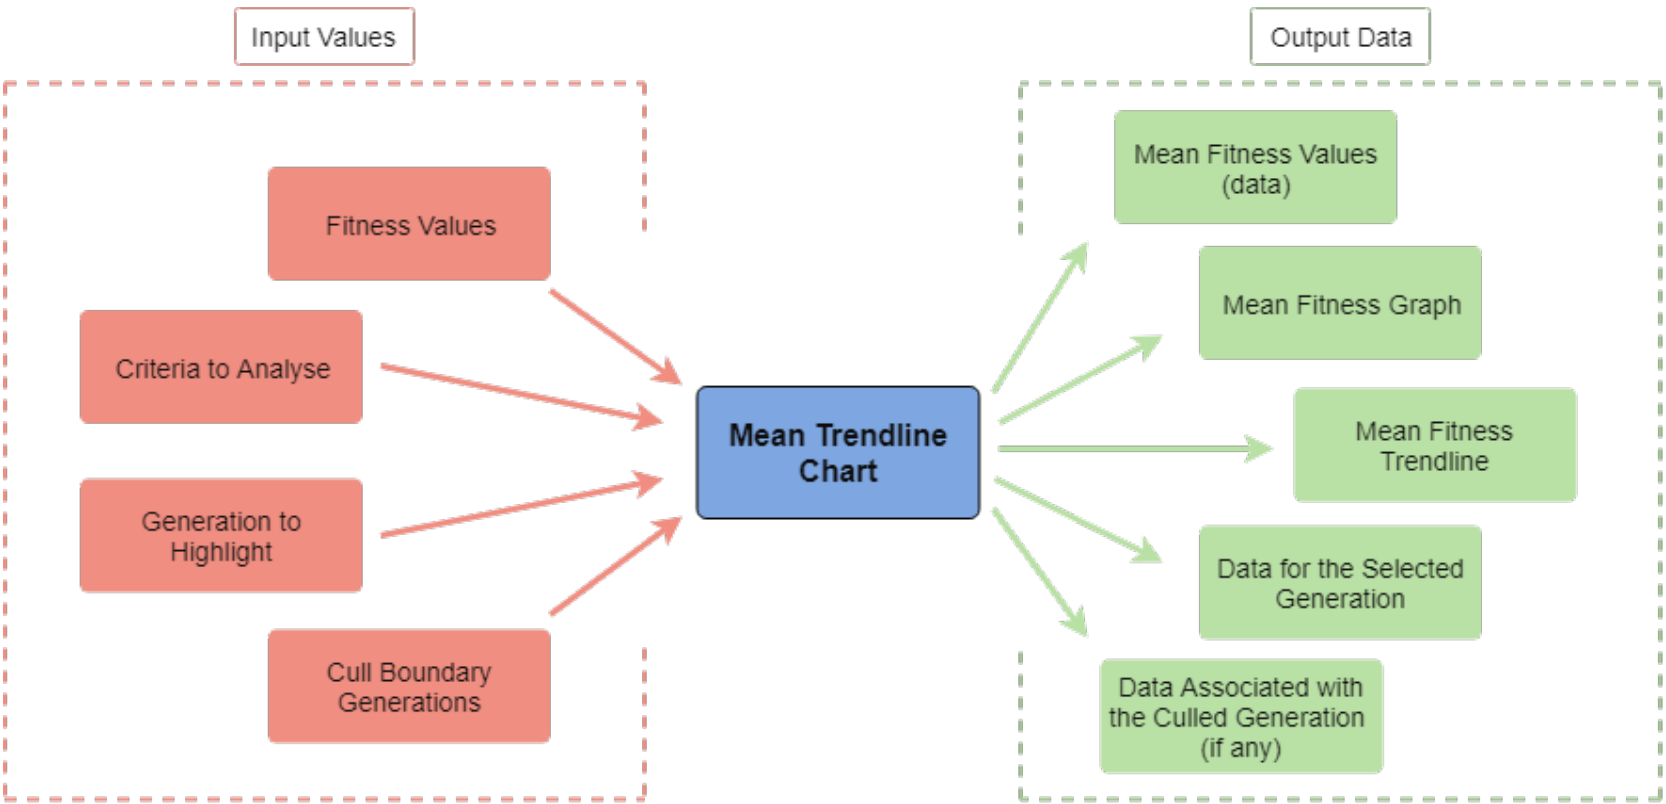 Input Values
Output Data
Fitness Values
Criteria to Analyse
Generation to
Highlight
Cull Boundary
Generations
Mean Trendline
Chart
Mean Fitness Values
(data)
Mean Fitness Graph
Mean Fitness
Trendline
Data for the Selected
Generation
Data Associated with
the Culled Generation
(if any)